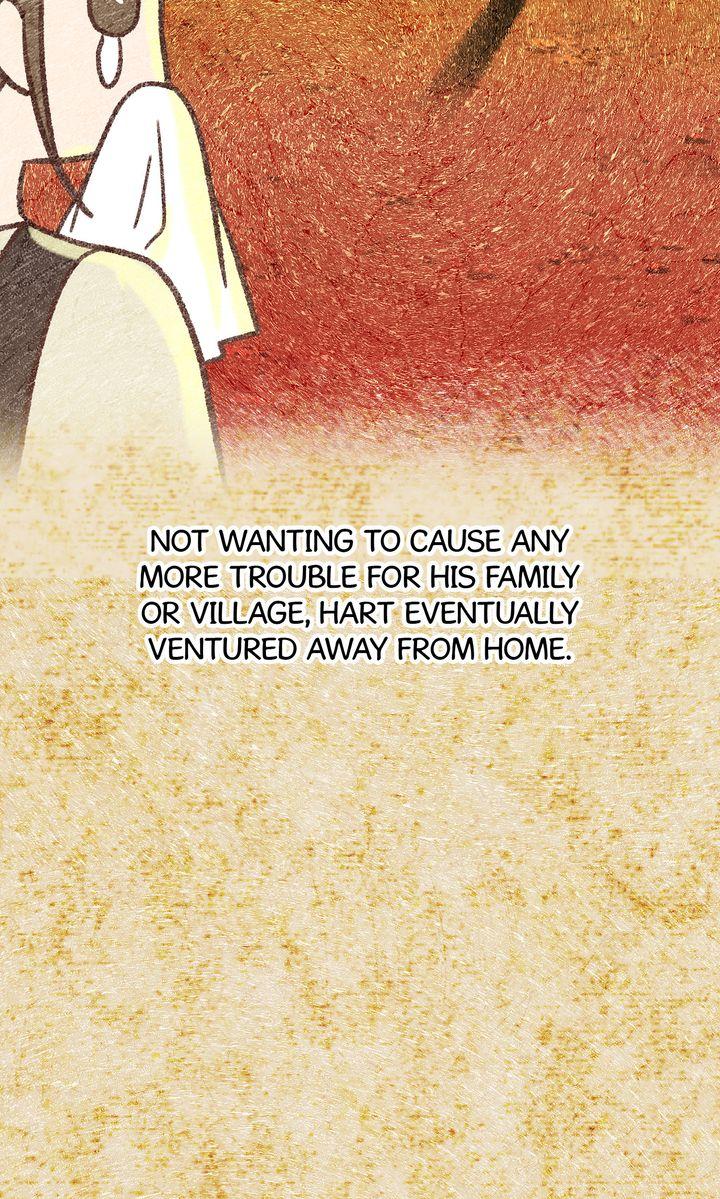 NOT WANTING TO CAUSE ANY
MORE TROUBLE FOR HIS FAMILY
OR VILLAGE, HART EVENTUALLY
VENTURED AWAY FROM HOME.